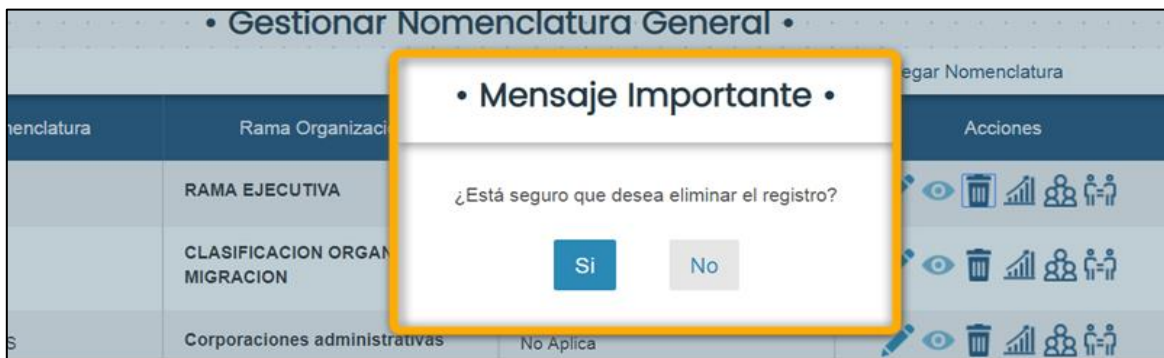 • Gestionar Nomenclatura General •
• Mensaje Importante •
egar Nomenclatura
nenclatura
Rama Organizaci
Acciones
RAMA EJECUTIVA
¿Está seguro que desea eliminar el registro?
CLASIFICACION ORGAN
MIGRACION
Si
No
S
Corporaciones administrativas
No Aplica